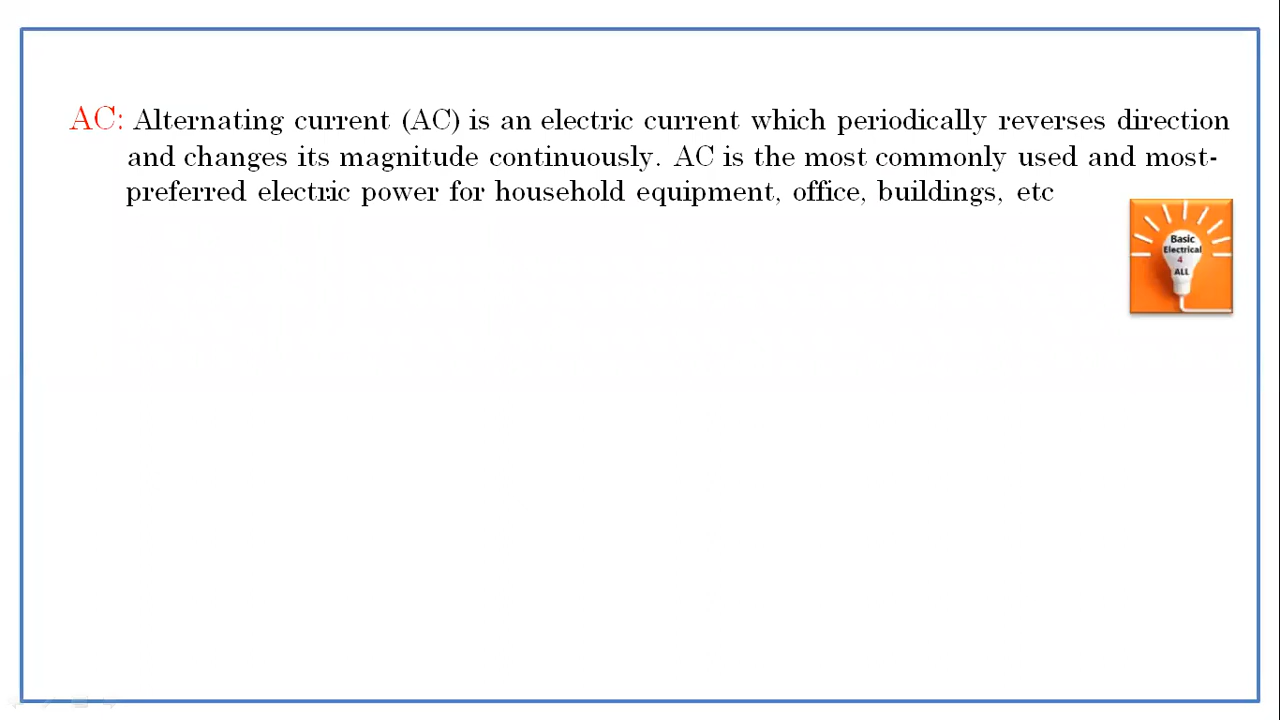 AC: Alternating current (AC) is an electric current which periodically reverses direction
and changes its magnitude continuously. AC is the most commonly used and most-
preferred electric power for household equipment, office, buildings, etc
Basic
Electrical
4
ALL